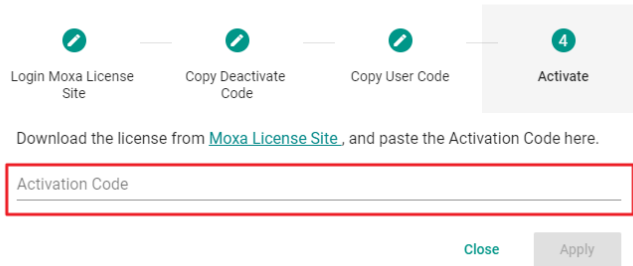 4
Login Moxa License
Site
Copy Deactivate
Code
Copy User Code
Activate
Download the license from Moxa License Site , and paste the Activation Code here.
Activation Code
Close
Apply